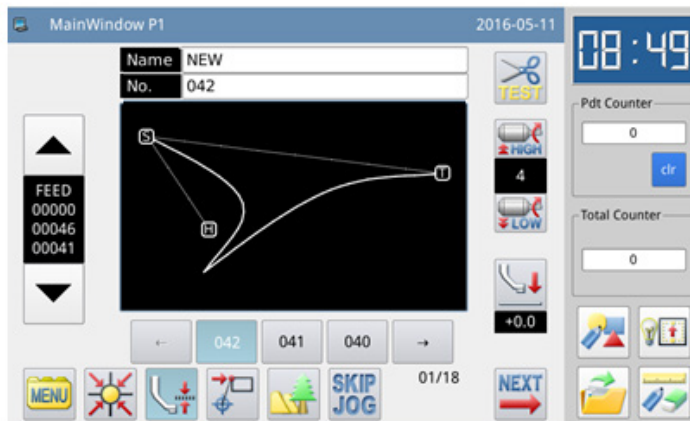 MainWindow P1
2016-05-11
08:49
Name NEW
No. 042
TEST
Pdt Counter
0
clr
HIGH
4
LOW
FEED
00000
00046
00041
S
T
H
Total Counter
0
+0.0
← 042 041 040 →
01/18
MENU
SKIP
JOG
NEXT